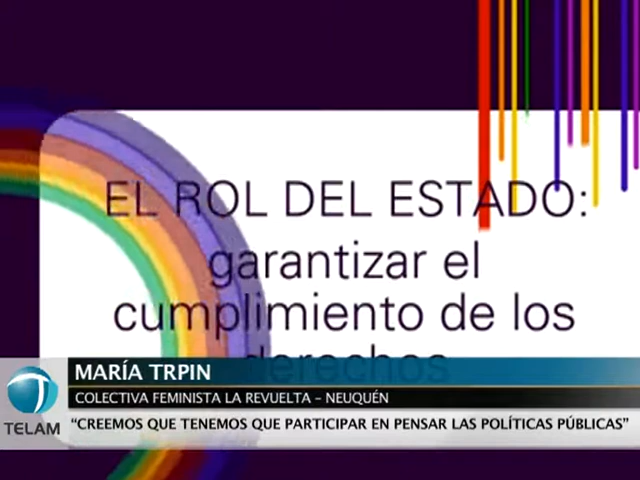 EL ROL DEL ESTADO:
garantizar el
cumplimiento de los
derechos
MARÍA TRPIN
COLECTIVA FEMINISTA LA REVUELTA – NEUQUÉN
TELAM
"CREEMOS QUE TENEMOS QUE PARTICIPAR EN PENSAR LAS POLÍTICAS PÚBLICAS"